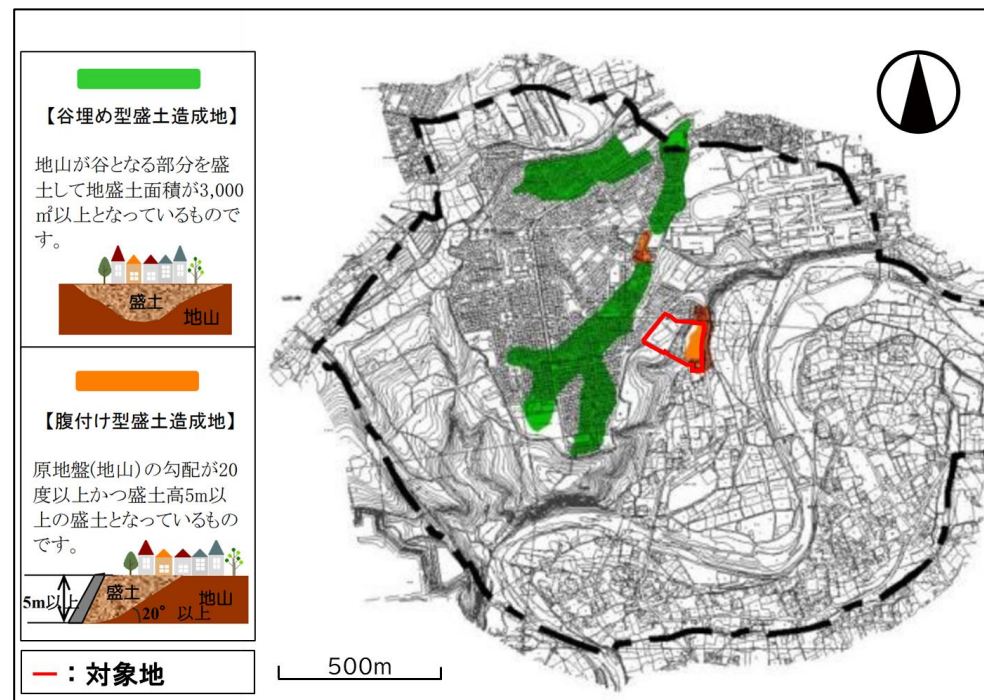 【谷埋め型盛土造成地】
地山が谷となる部分を盛
土して地盛土面積が3,000
㎡以上となっているもので
す。
盛土
地山
【腹付け型盛土造成地】
原地盤(地山)の勾配が20
度以上かつ盛土高5m以
上の盛土となっているもの
です。
5m以上
盛土
地山
20° 以上
ー：対象地
500m